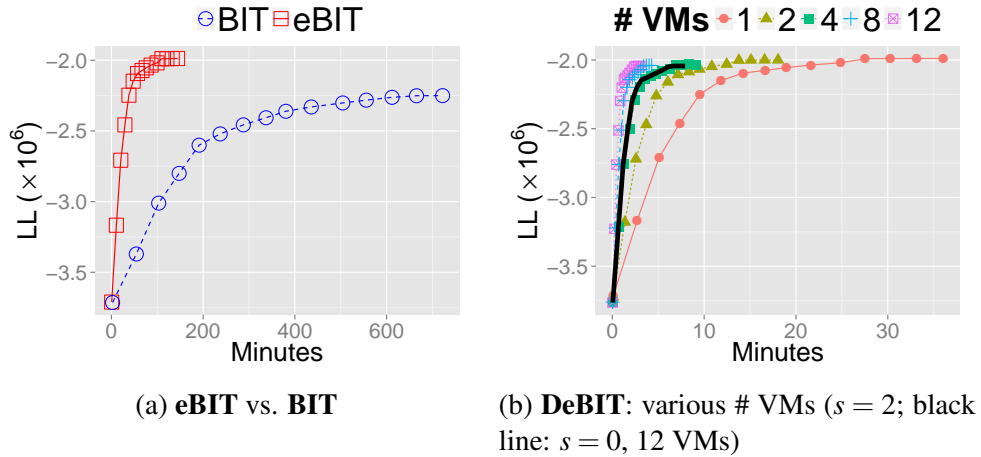 BIT eBIT
−2.0
−2.5
−3.0
−3.5
LL (×10^6)
0 200 400 600
Minutes
(a) eBIT vs. BIT
# VMs 1 2 4 8 12
−2.0
−2.5
−3.0
−3.5
LL (×10^6)
0 10 20 30
Minutes
(b) DeBIT: various # VMs (s = 2; black
line: s = 0, 12 VMs)